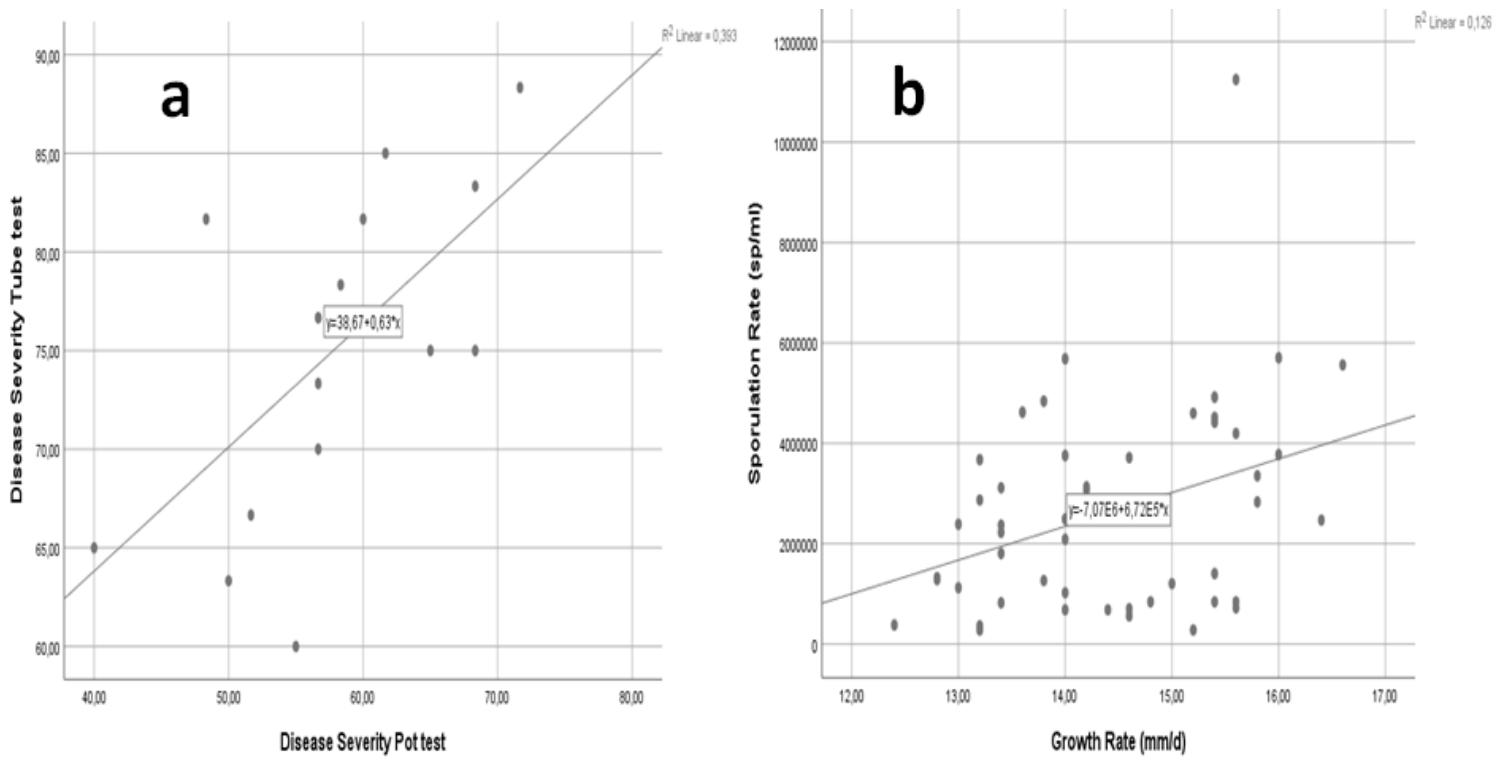 R² Linear = 0,393
a
90,00
85,00
80,00
75,00
70,00
65,00
60,00
Disease Severity Tube test
y=38,67+0,63*x
40,00 50,00 60,00 70,00 80,00
Disease Severity Pot test
R² Linear = 0,126
b
12000000
10000000
8000000
6000000
4000000
2000000
0
Sporulation Rate (sp/ml)
y=-7,07E6+6,72E5*x
12,00 13,00 14,00 15,00 16,00 17,00
Growth Rate (mm/d)